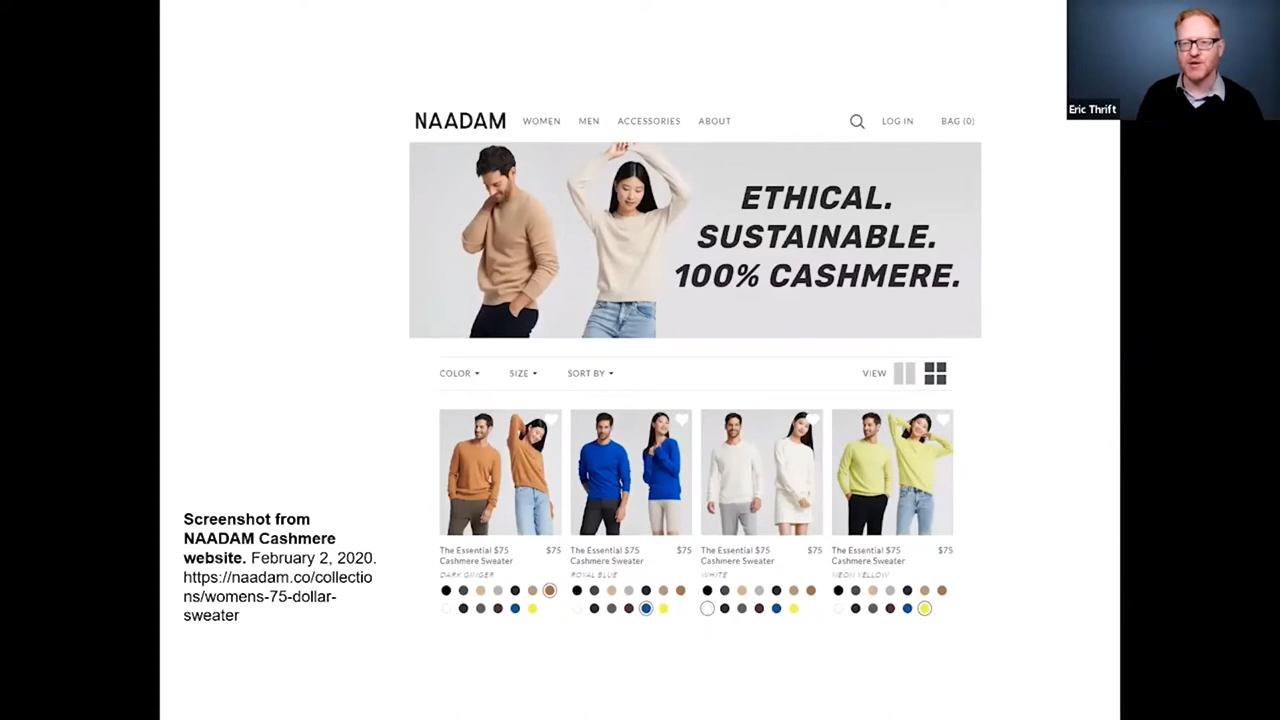 Eric Thrift
NAADAM
WOMEN MEN ACCESSORIES ABOUT
LOG IN BAG (0)
ETHICAL.
SUSTAINABLE.
100% CASHMERE.
COLOR SIZE SORT BY VIEW
The Essential $75 $75
Cashmere Sweater
DARK GINGER
The Essential $75 $75
Cashmere Sweater
ROYAL BLUE
The Essential $75 $75
Cashmere Sweater
WHITE
The Essential $75 $75
Cashmere Sweater
NEON YELLOW
Screenshot from
NAADAM Cashmere
website. February 2, 2020.
https://naadam.co/collectio
ns/womens-75-dollar-
sweater